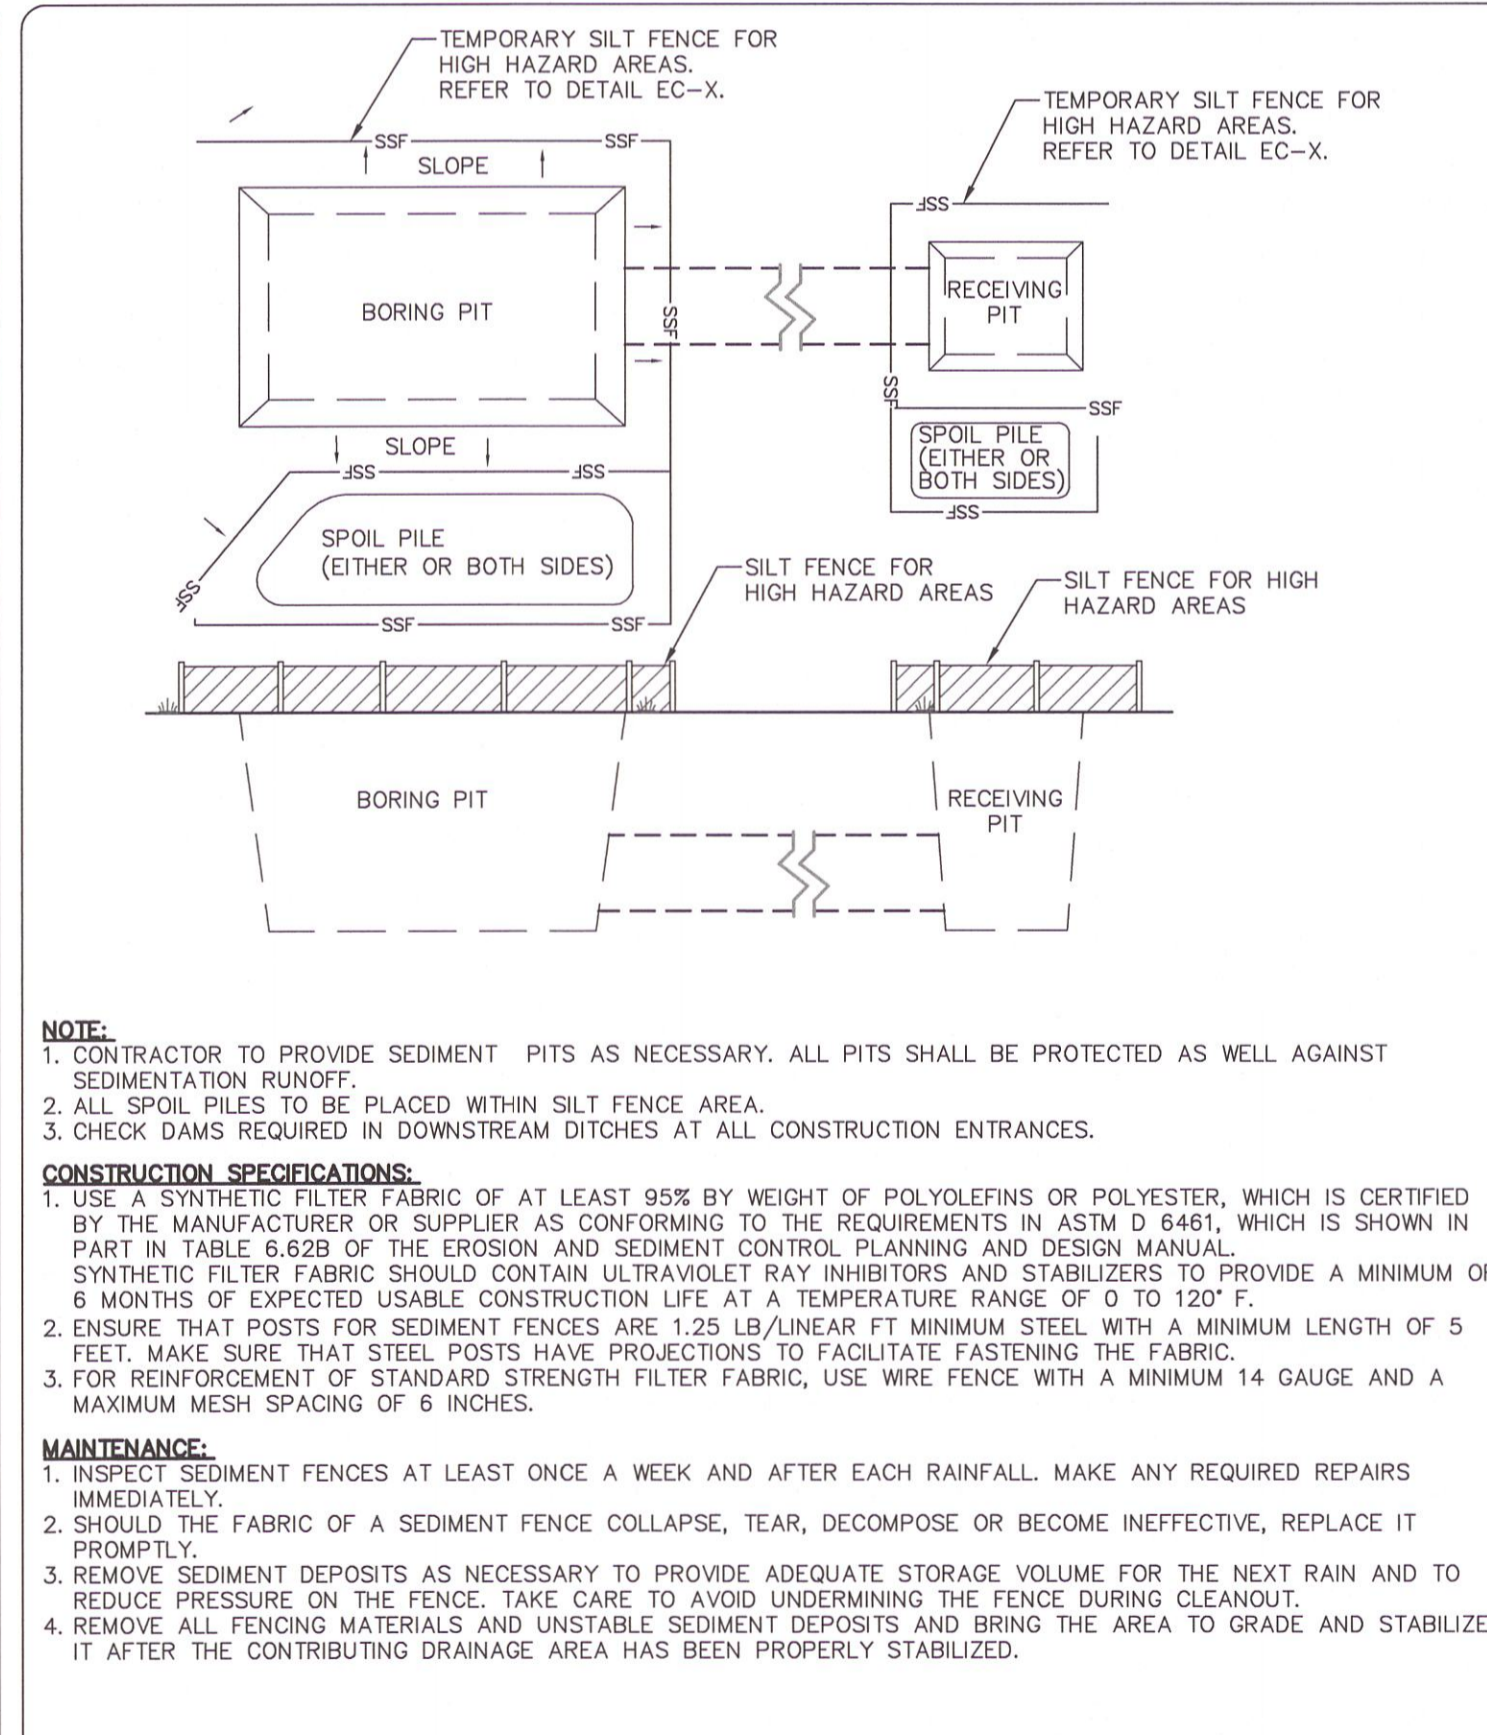 TEMPORARY SILT FENCE FOR
HIGH HAZARD AREAS.
REFER TO DETAIL EC-X.
TEMPORARY SILT FENCE FOR
HIGH HAZARD AREAS.
REFER TO DETAIL EC-X.
SSF
SSF
SLOPE
SSF
BORING PIT
SSF
RECEIVING
PIT
SSF
SSF
SLOPE
SSF
SSF
SPOIL PILE
(EITHER OR
BOTH SIDES)
SSF
SPOIL PILE
(EITHER OR BOTH SIDES)
SSF
SSF
SSF
SILT FENCE FOR
HIGH HAZARD AREAS
SILT FENCE FOR HIGH
HAZARD AREAS
BORING PIT
RECEIVING
PIT
NOTE:
1. CONTRACTOR TO PROVIDE SEDIMENT PITS AS NECESSARY. ALL PITS SHALL BE PROTECTED AS WELL AGAINST
SEDIMENTATION RUNOFF.
2. ALL SPOIL PILES TO BE PLACED WITHIN SILT FENCE AREA.
3. CHECK DAMS REQUIRED IN DOWNSTREAM DITCHES AT ALL CONSTRUCTION ENTRANCES.
CONSTRUCTION SPECIFICATIONS:
1. USE A SYNTHETIC FILTER FABRIC OF AT LEAST 95% BY WEIGHT OF POLYOLEFINS OR POLYESTER, WHICH IS CERTIFIED
BY THE MANUFACTURER OR SUPPLIER AS CONFORMING TO THE REQUIREMENTS IN ASTM D 6461, WHICH IS SHOWN IN
PART IN TABLE 6.62B OF THE EROSION AND SEDIMENT CONTROL PLANNING AND DESIGN MANUAL.
SYNTHETIC FILTER FABRIC SHOULD CONTAIN ULTRAVIOLET RAY INHIBITORS AND STABILIZERS TO PROVIDE A MINIMUM OF
6 MONTHS OF EXPECTED USABLE CONSTRUCTION LIFE AT A TEMPERATURE RANGE OF 0 TO 120° F.
2. ENSURE THAT POSTS FOR SEDIMENT FENCES ARE 1.25 LB/LINEAR FT MINIMUM STEEL WITH A MINIMUM LENGTH OF 5
FEET. MAKE SURE THAT STEEL POSTS HAVE PROJECTIONS TO FACILITATE FASTENING THE FABRIC.
3. FOR REINFORCEMENT OF STANDARD STRENGTH FILTER FABRIC, USE WIRE FENCE WITH A MINIMUM 14 GAUGE AND A
MAXIMUM MESH SPACING OF 6 INCHES.
MAINTENANCE:
1. INSPECT SEDIMENT FENCES AT LEAST ONCE A WEEK AND AFTER EACH RAINFALL. MAKE ANY REQUIRED REPAIRS
IMMEDIATELY.
2. SHOULD THE FABRIC OF A SEDIMENT FENCE COLLAPSE, TEAR, DECOMPOSE OR BECOME INEFFECTIVE, REPLACE IT
PROMPTLY.
3. REMOVE SEDIMENT DEPOSITS AS NECESSARY TO PROVIDE ADEQUATE STORAGE VOLUME FOR THE NEXT RAIN AND TO
REDUCE PRESSURE ON THE FENCE. TAKE CARE TO AVOID UNDERMINING THE FENCE DURING CLEANOUT.
4. REMOVE ALL FENCING MATERIALS AND UNSTABLE SEDIMENT DEPOSITS AND BRING THE AREA TO GRADE AND STABILIZE
IT AFTER THE CONTRIBUTING DRAINAGE AREA HAS BEEN PROPERLY STABILIZED.